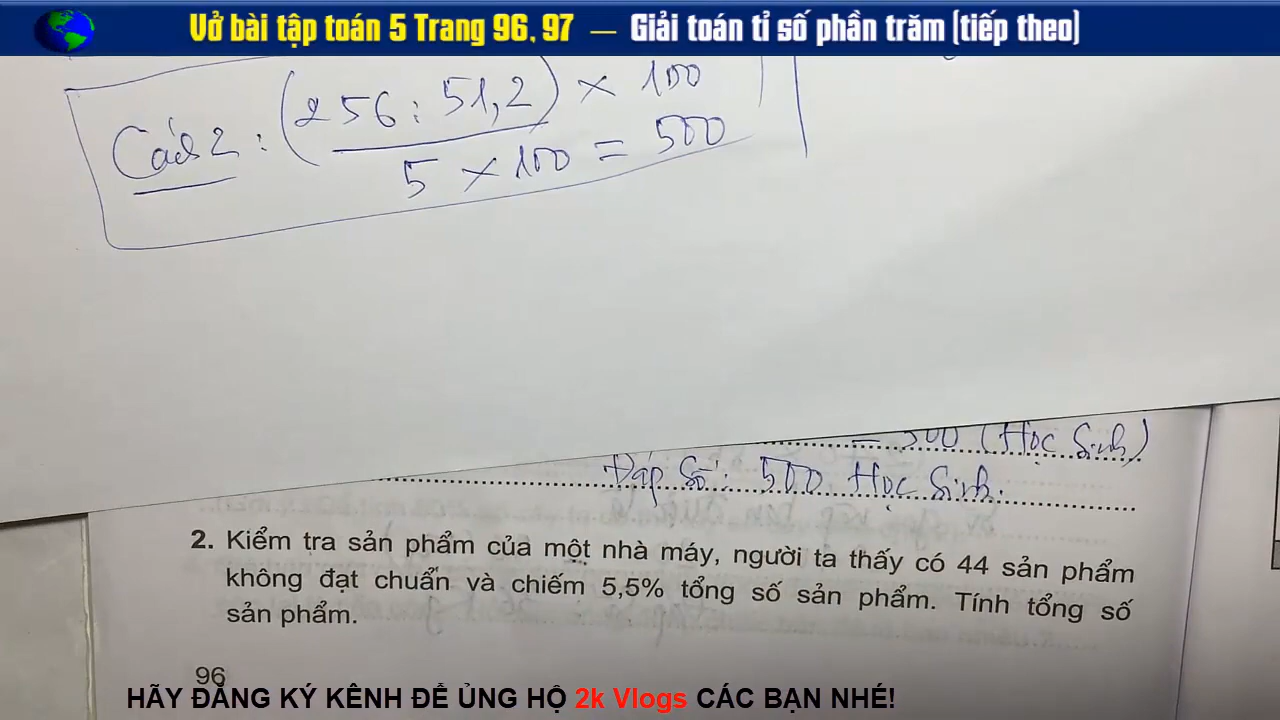 Vở bài tập toán 5 Trang 96, 97 — Giải toán tỉ số phần trăm (tiếp theo)
Cách 2: (256 : 51,2) × 100
5 × 100 = 500
= 500 (Học Sinh)
Đáp Số: 500 Học Sinh.
2. Kiểm tra sản phẩm của một nhà máy, người ta thấy có 44 sản phẩm
không đạt chuẩn và chiếm 5,5% tổng số sản phẩm. Tính tổng số
sản phẩm.
96
HÃY ĐĂNG KÝ KÊNH ĐỂ ỦNG HỘ 2k Vlogs CÁC BẠN NHÉ!